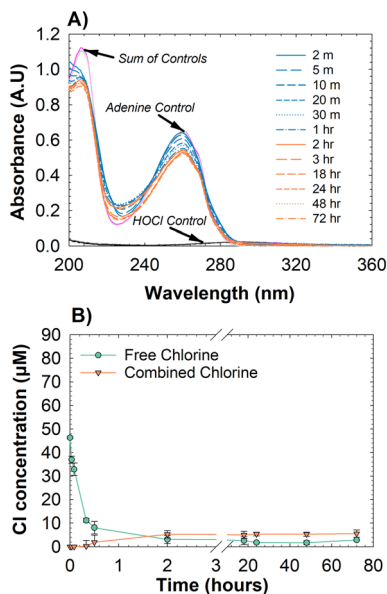 A)
Absorbance (A.U)
1.2
1.0
0.8
0.6
0.4
0.2
0.0
Sum of Controls
Adenine Control
HOCl Control
2 m
5 m
10 m
20 m
30 m
1 hr
2 hr
3 hr
18 hr
24 hr
48 hr
72 hr
200 240 280 320 360
Wavelength (nm)
B)
Cl concentration (µM)
90
80
70
60
50
40
30
20
10
0
Free Chlorine
Combined Chlorine
0 1 2 3 20 40 60 80
Time (hours)